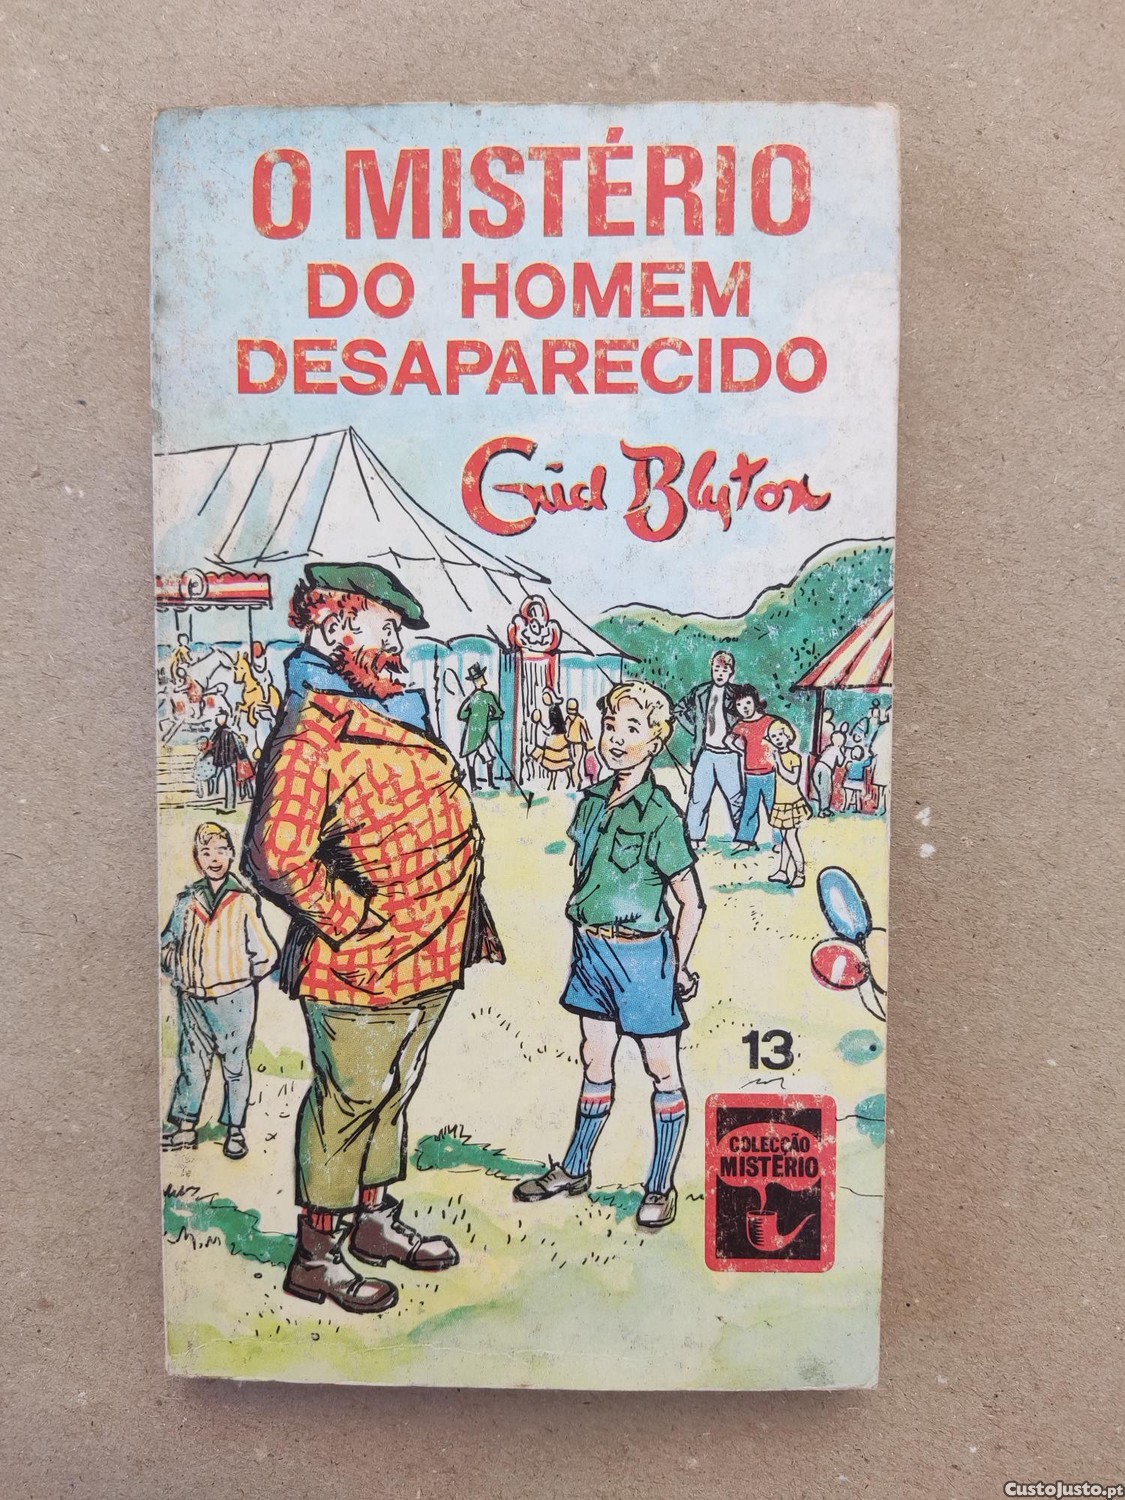 O MISTÉRIO
DO HOMEM
DESAPARECIDO
Enid Blyton
13
COLECÇÃO
MISTÉRIO
CustoJusto.pt